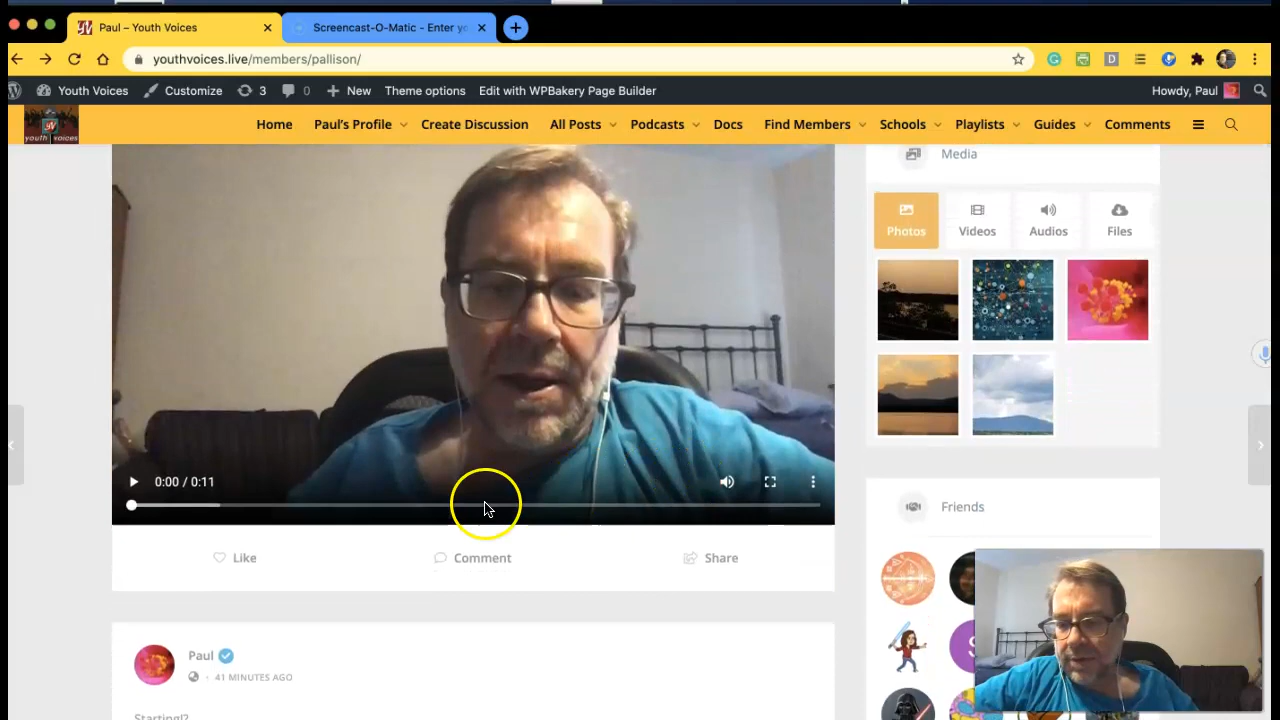 Paul – Youth Voices
Screencast-O-Matic - Enter yo
youthvoices.live/members/pallison/
Youth Voices Customize 3 0 New Theme options Edit with WPBakery Page Builder Howdy, Paul
youth voices
Home Paul's Profile Create Discussion All Posts Podcasts Docs Find Members Schools Playlists Guides Comments
Media
Photos Videos Audios Files
0:00 / 0:11
Like Comment Share
Friends
S
Paul
41 MINUTES AGO
Starting!?